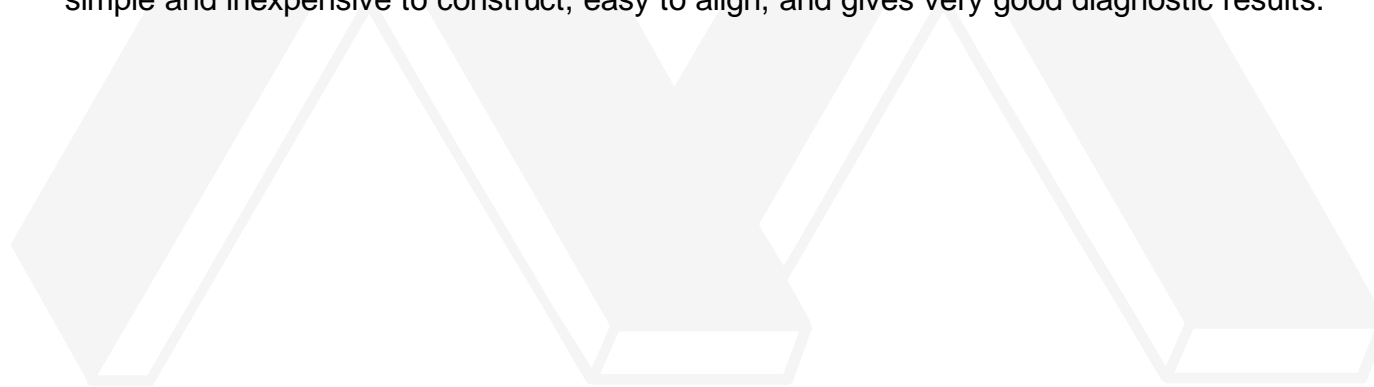 simple and inexpensive to construct, easy to align, and gives very good diagnostic results.